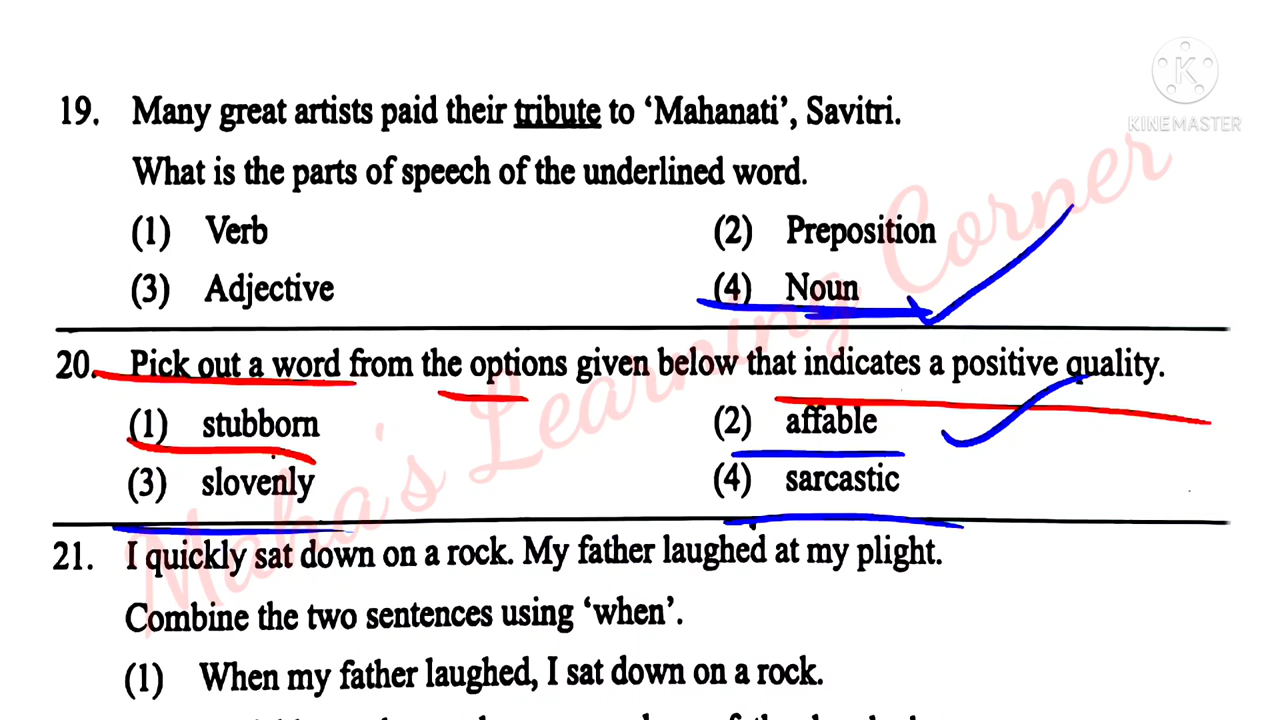 KINEMASTER
19. Many great artists paid their tribute to ‘Mahanati’, Savitri.
What is the parts of speech of the underlined word.
(1) Verb (2) Preposition
(3) Adjective (4) Noun
20. Pick out a word from the options given below that indicates a positive quality.
(1) stubborn (2) affable
(3) slovenly (4) sarcastic
21. I quickly sat down on a rock. My father laughed at my plight.
Combine the two sentences using ‘when’.
(1) When my father laughed, I sat down on a rock.
Maha's Learning Corner